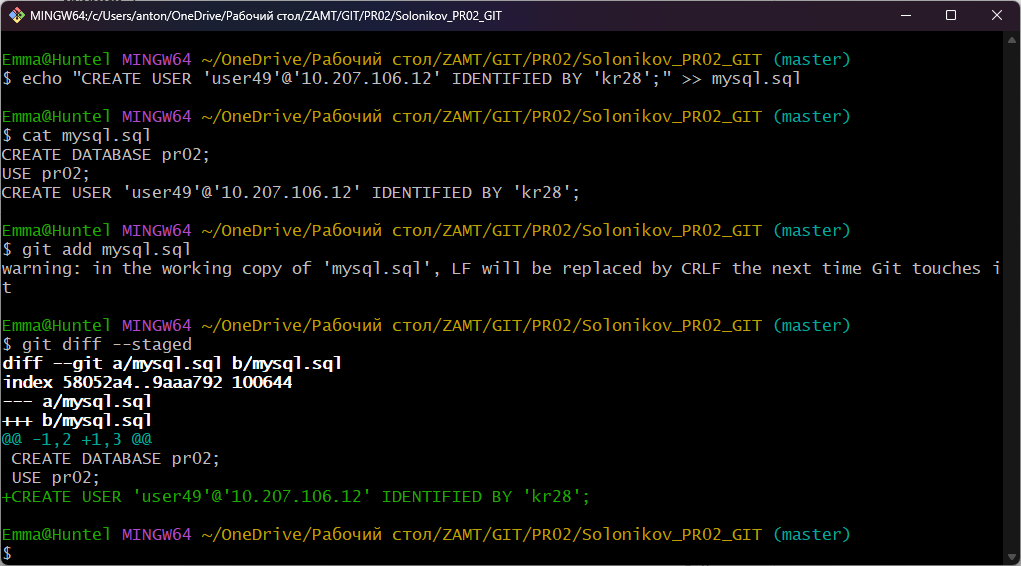 MINGW64:/c/Users/anton/OneDrive/Рабочий стол/ZAMT/GIT/PR02/Solonikov_PR02_GIT
Emma@Huntel MINGW64 ~/OneDrive/Рабочий стол/ZAMT/GIT/PR02/Solonikov_PR02_GIT (master)
$ echo "CREATE USER 'user49'@'10.207.106.12' IDENTIFIED BY 'kr28';" >> mysql.sql
Emma@Huntel MINGW64 ~/OneDrive/Рабочий стол/ZAMT/GIT/PR02/Solonikov_PR02_GIT (master)
$ cat mysql.sql
CREATE DATABASE pr02;
USE pr02;
CREATE USER 'user49'@'10.207.106.12' IDENTIFIED BY 'kr28';
Emma@Huntel MINGW64 ~/OneDrive/Рабочий стол/ZAMT/GIT/PR02/Solonikov_PR02_GIT (master)
$ git add mysql.sql
warning: in the working copy of 'mysql.sql', LF will be replaced by CRLF the next time Git touches i
t
Emma@Huntel MINGW64 ~/OneDrive/Рабочий стол/ZAMT/GIT/PR02/Solonikov_PR02_GIT (master)
$ git diff --staged
diff --git a/mysql.sql b/mysql.sql
index 58052a4..9aaa792 100644
--- a/mysql.sql
+++ b/mysql.sql
@@ -1,2 +1,3 @@
 CREATE DATABASE pr02;
 USE pr02;
+CREATE USER 'user49'@'10.207.106.12' IDENTIFIED BY 'kr28';
Emma@Huntel MINGW64 ~/OneDrive/Рабочий стол/ZAMT/GIT/PR02/Solonikov_PR02_GIT (master)
$